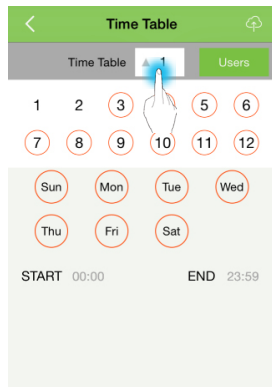 Time Table
Time Table 1 Users
1 2 3 5 6
7 8 9 10 11 12
Sun Mon Tue Wed
Thu Fri Sat
START 00:00 END 23:59